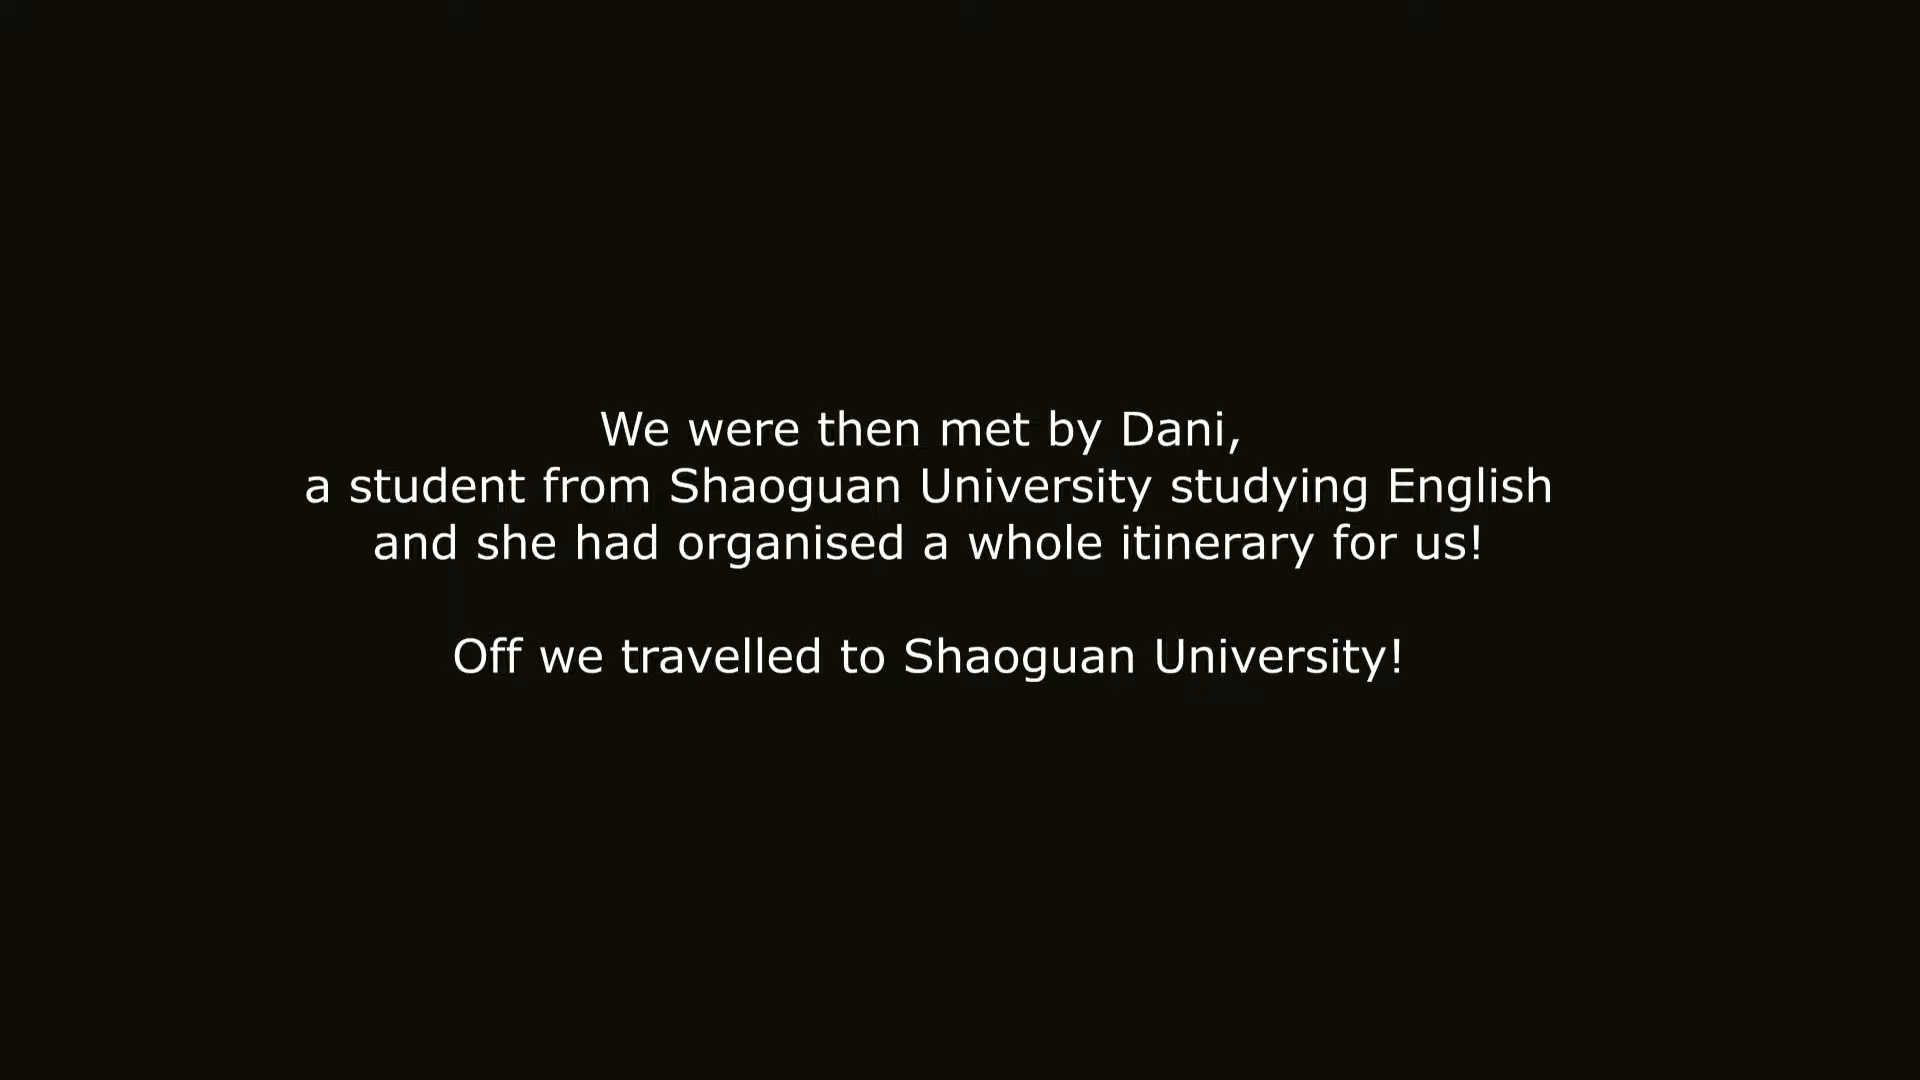 We were then met by Dani,
a student from Shaoguan University studying English
and she had organised a whole itinerary for us!
Off we travelled to Shaoguan University!